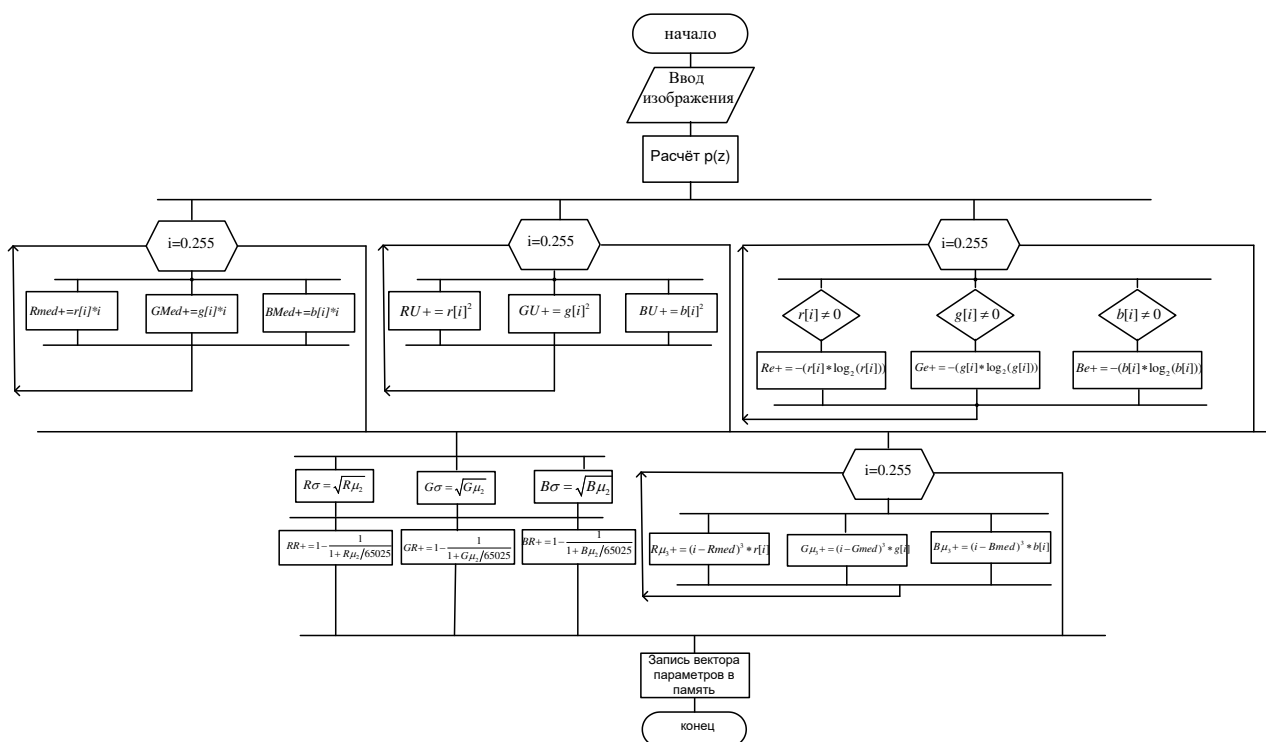 начало
Ввод
изображения
Расчёт p(z)
i=0.255
i=0.255
i=0.255
Rmed+=r[i]*i
GMed+=g[i]*i
BMed+=b[i]*i
RU+=r[i]²
GU+=g[i]²
BU+=b[i]²
r[i]≠0
g[i]≠0
b[i]≠0
Re+=−(r[i]*log₂(r[i]))
Ge+=−(g[i]*log₂(g[i]))
Be+=−(b[i]*log₂(b[i]))
Rσ=√Rμ₂
Gσ=√Gμ₂
Bσ=√Bμ₂
i=0.255
RR+=1−1/(1+Rμ₂/65025)
GR+=1−1/(1+Gμ₂/65025)
BR+=1−1/(1+Bμ₂/65025)
Rμ₃+=(i−Rmed)³*r[i]
Gμ₃+=(i−Gmed)³*g[i]
Bμ₃+=(i−Bmed)³*b[i]
Запись вектора
параметров в
память
конец